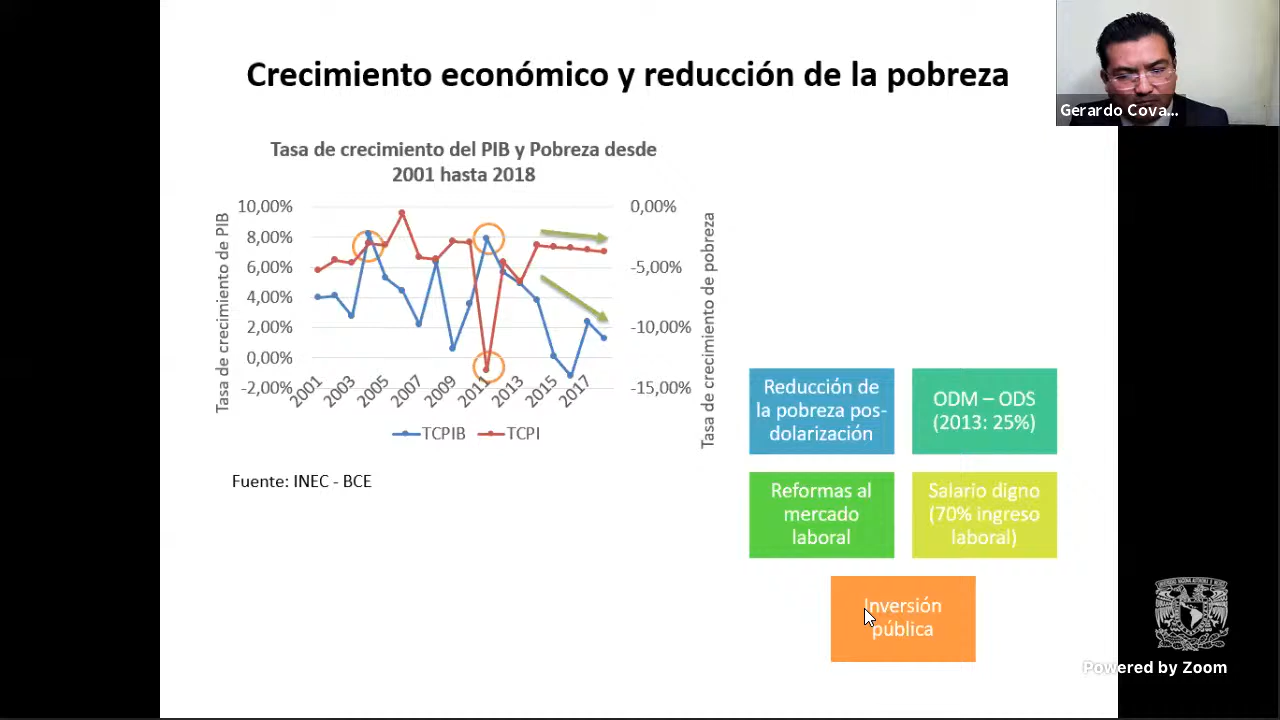 Crecimiento económico y reducción de la pobreza
Gerardo Cova...
Tasa de crecimiento del PIB y Pobreza desde
2001 hasta 2018
Tasa de crecimiento de PIB
10,00%
8,00%
6,00%
4,00%
2,00%
0,00%
-2,00%
0,00%
-5,00%
-10,00%
-15,00%
Tasa de crecimiento de pobreza
2001
2003
2005
2007
2009
2011
2013
2015
2017
TCPIB
TCPI
Fuente: INEC - BCE
Reducción de
la pobreza pos-
dolarización
ODM – ODS
(2013: 25%)
Reformas al
mercado
laboral
Salario digno
(70% ingreso
laboral)
Inversión
pública
Powered by Zoom